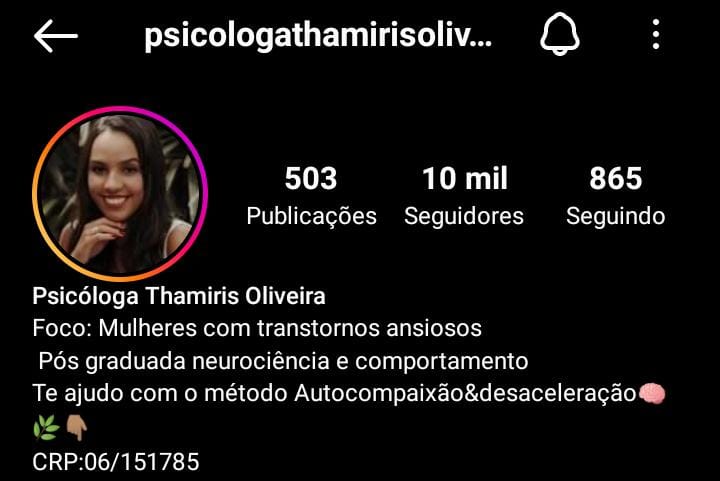 psicologathamirisoliv...
503 10 mil 865
Publicações Seguidores Seguindo
Psicóloga Thamiris Oliveira
Foco: Mulheres com transtornos ansiosos
Pós graduada neurociência e comportamento
Te ajudo com o método Autocompaixão&desaceleração🧠
🌿👇🏽
CRP:06/151785